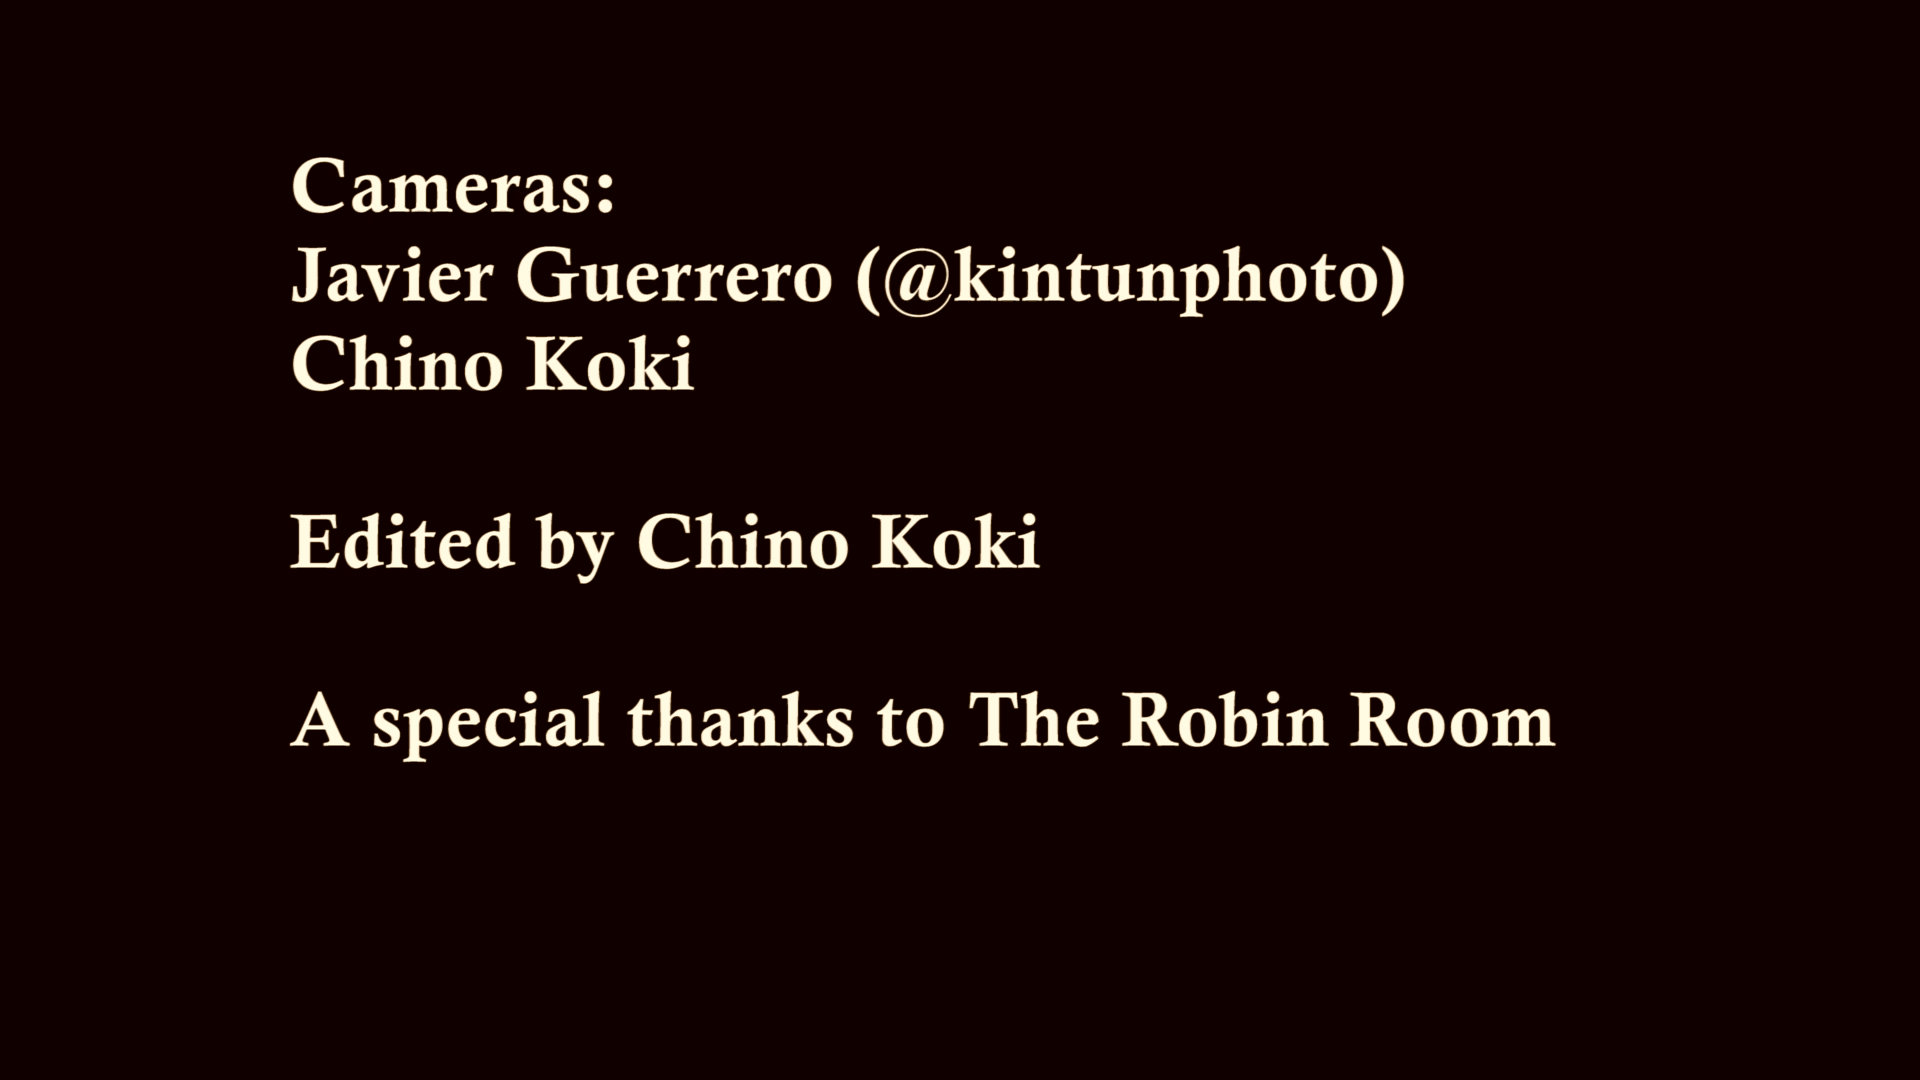 Cameras:
Javier Guerrero (@kintunphoto)
Chino Koki
Edited by Chino Koki
A special thanks to The Robin Room